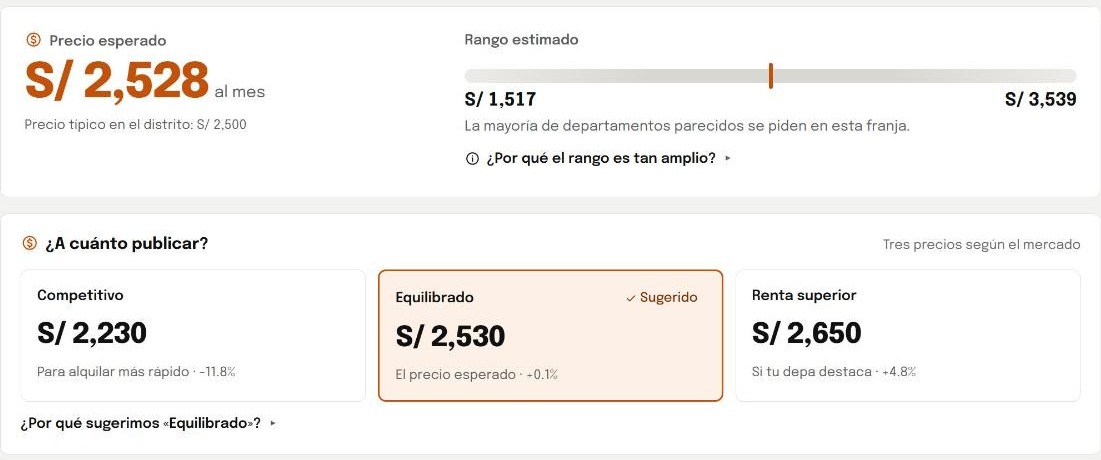 Precio esperado
S/ 2,528 al mes
Precio típico en el distrito: S/ 2,500
Rango estimado
S/ 1,517
S/ 3,539
La mayoría de departamentos parecidos se piden en esta franja.
¿Por qué el rango es tan amplio?
¿A cuánto publicar?
Tres precios según el mercado
Competitivo
S/ 2,230
Para alquilar más rápido · -11.8%
Equilibrado
✓ Sugerido
S/ 2,530
El precio esperado · +0.1%
Renta superior
S/ 2,650
Si tu depa destaca · +4.8%
¿Por qué sugerimos «Equilibrado»?